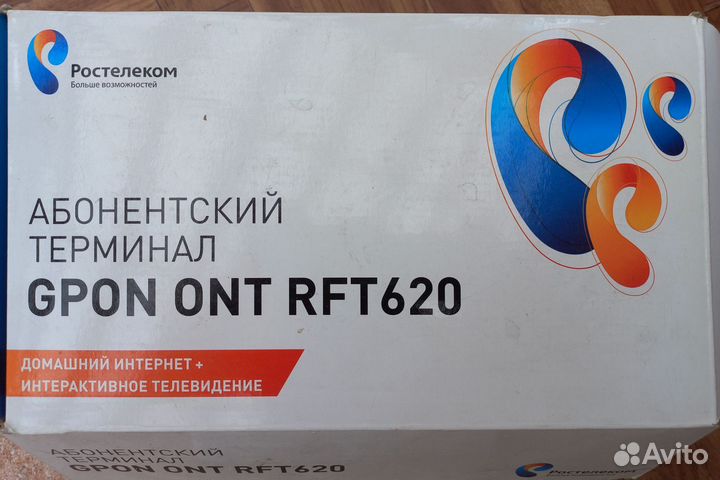 Ростелеком
Больше возможностей
АБОНЕНТСКИЙ
ТЕРМИНАЛ
GPON ONT RFT620
ДОМАШНИЙ ИНТЕРНЕТ +
ИНТЕРАКТИВНОЕ ТЕЛЕВИДЕНИЕ
АБОНЕНТСКИЙ
ТЕРМИНАЛ
GPON ONT RFT620
Ростелеком
Avito